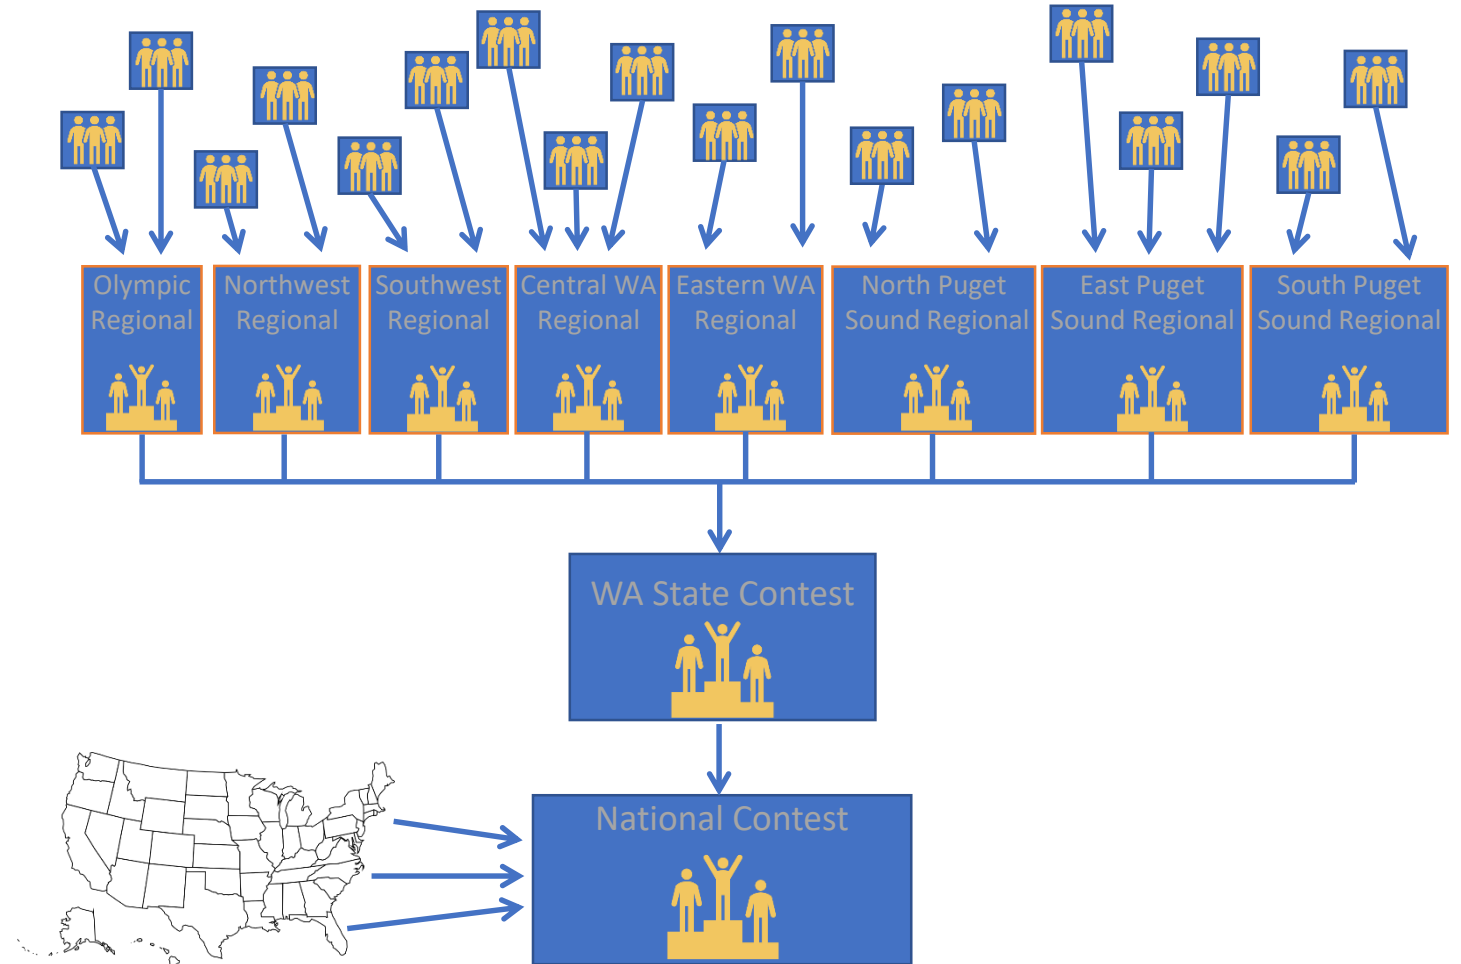 Olympic
Regional
Northwest
Regional
Southwest
Regional
Central WA
Regional
Eastern WA
Regional
North Puget
Sound Regional
East Puget
Sound Regional
South Puget
Sound Regional
WA State Contest
National Contest